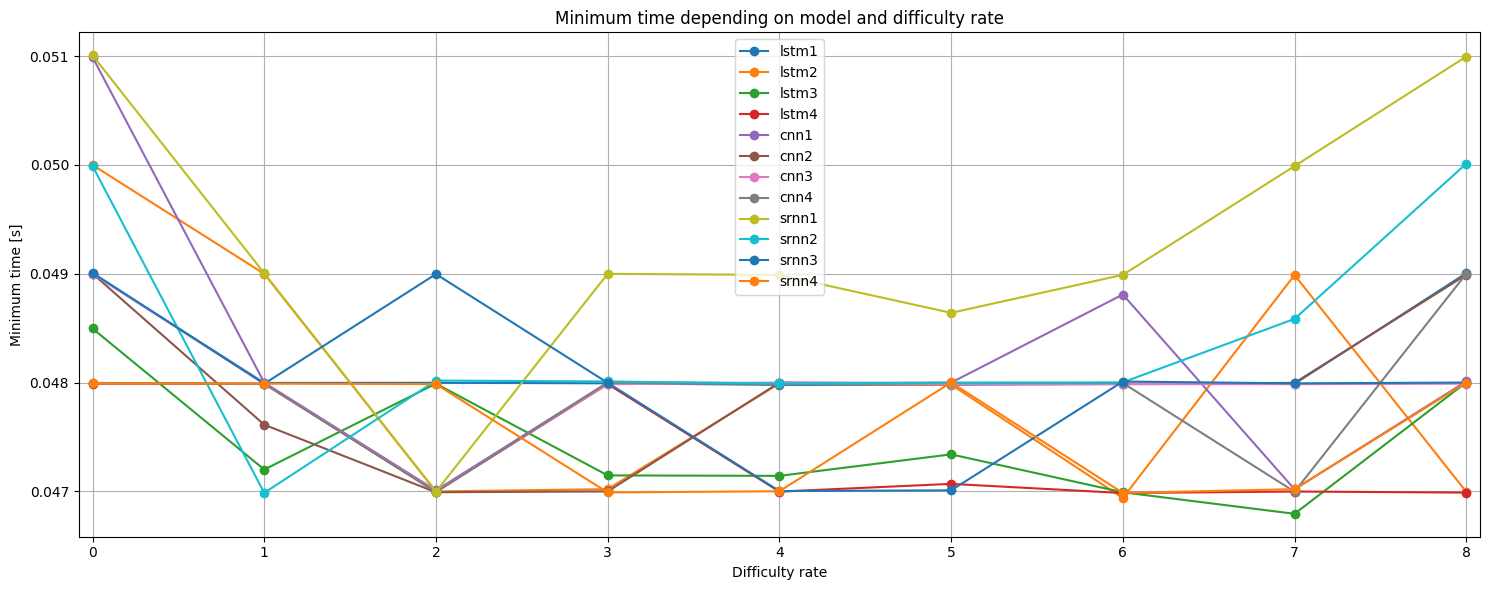 Minimum time depending on model and difficulty rate
Minimum time [s]
0.051
0.050
0.049
0.048
0.047
lstm1
lstm2
lstm3
lstm4
cnn1
cnn2
cnn3
cnn4
srnn1
srnn2
srnn3
srnn4
0 1 2 3 4 5 6 7 8
Difficulty rate